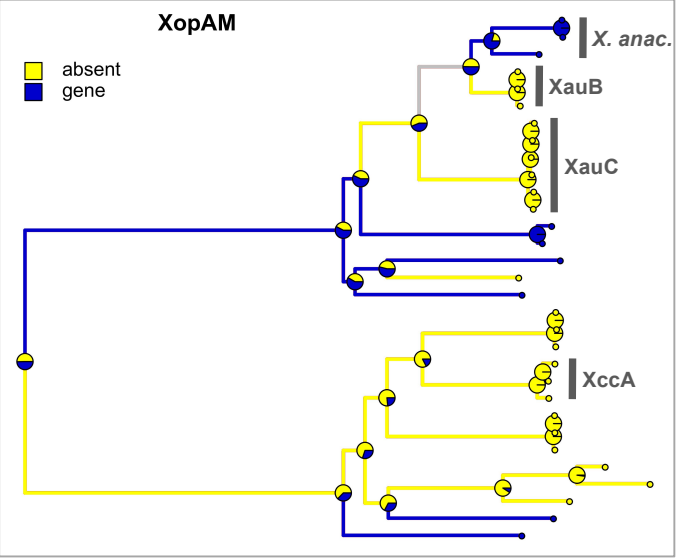 XopAM
absent
gene
X. anac.
XauB
XauC
XccA